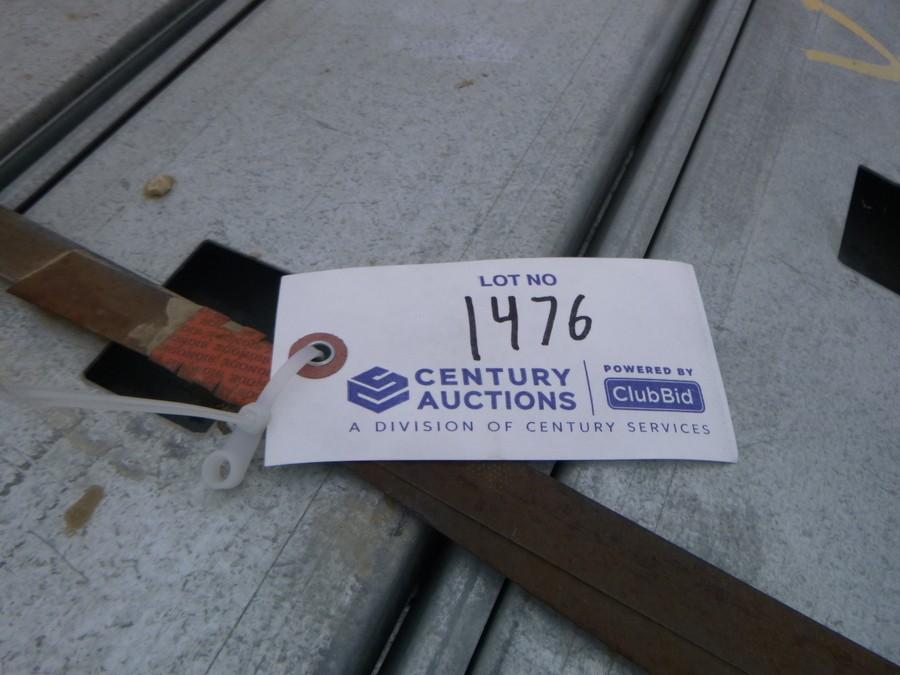 LOT NO
1476
CENTURY
AUCTIONS
POWERED BY
ClubBid
A DIVISION OF CENTURY SERVICES